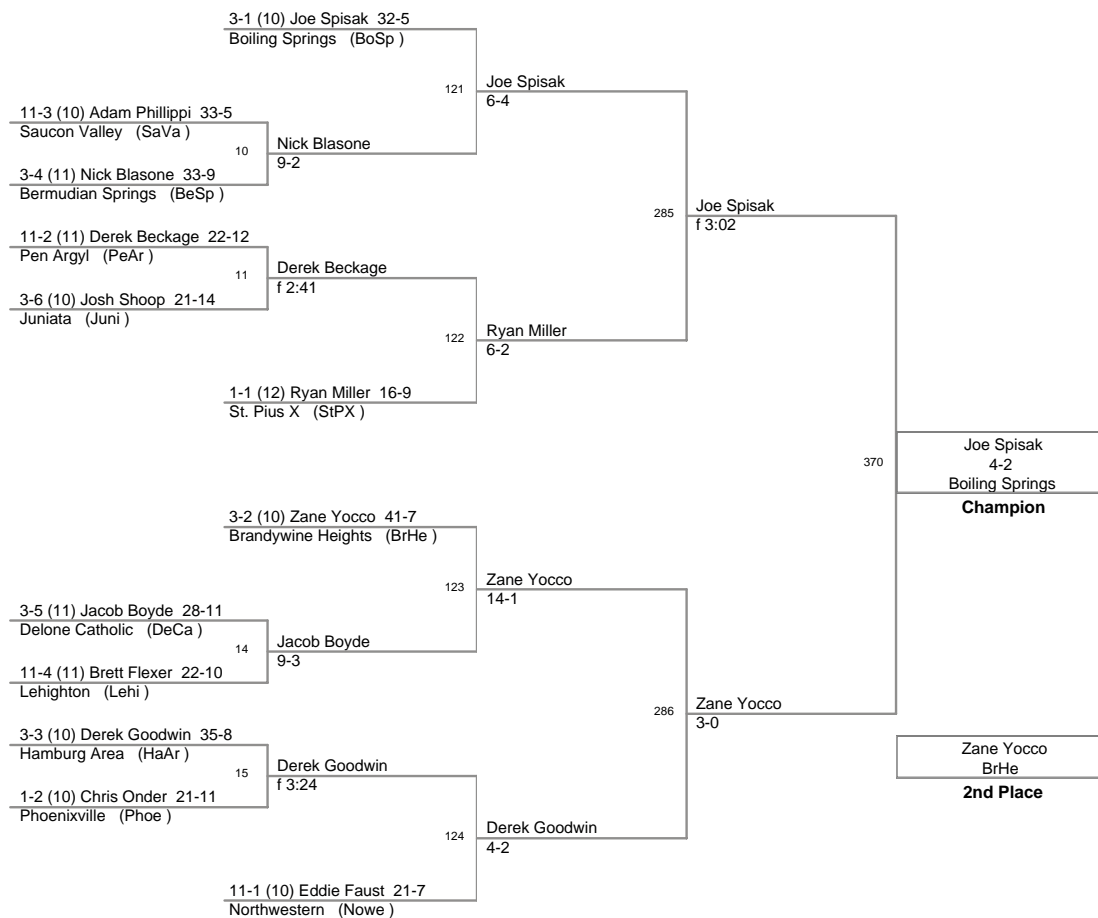 3-1 (10) Joe Spisak 32-5
Boiling Springs (BoSp )
121
Joe Spisak
6-4
11-3 (10) Adam Phillippi 33-5
Saucon Valley (SaVa )
10
Nick Blasone
9-2
3-4 (11) Nick Blasone 33-9
Bermudian Springs (BeSp )
285
Joe Spisak
f 3:02
11-2 (11) Derek Beckage 22-12
Pen Argyl (PeAr )
11
Derek Beckage
f 2:41
3-6 (10) Josh Shoop 21-14
Juniata (Juni )
122
Ryan Miller
6-2
1-1 (12) Ryan Miller 16-9
St. Pius X (StPX )
370
Joe Spisak
4-2
Boiling Springs
Champion
3-2 (10) Zane Yocco 41-7
Brandywine Heights (BrHe )
123
Zane Yocco
14-1
3-5 (11) Jacob Boyde 28-11
Delone Catholic (DeCa )
14
Jacob Boyde
9-3
11-4 (11) Brett Flexer 22-10
Lehighton (Lehi )
286
Zane Yocco
3-0
3-3 (10) Derek Goodwin 35-8
Hamburg Area (HaAr )
15
Derek Goodwin
f 3:24
1-2 (10) Chris Onder 21-11
Phoenixville (Phoe )
Zane Yocco
BrHe
2nd Place
124
Derek Goodwin
4-2
11-1 (10) Eddie Faust 21-7
Northwestern (Nowe )